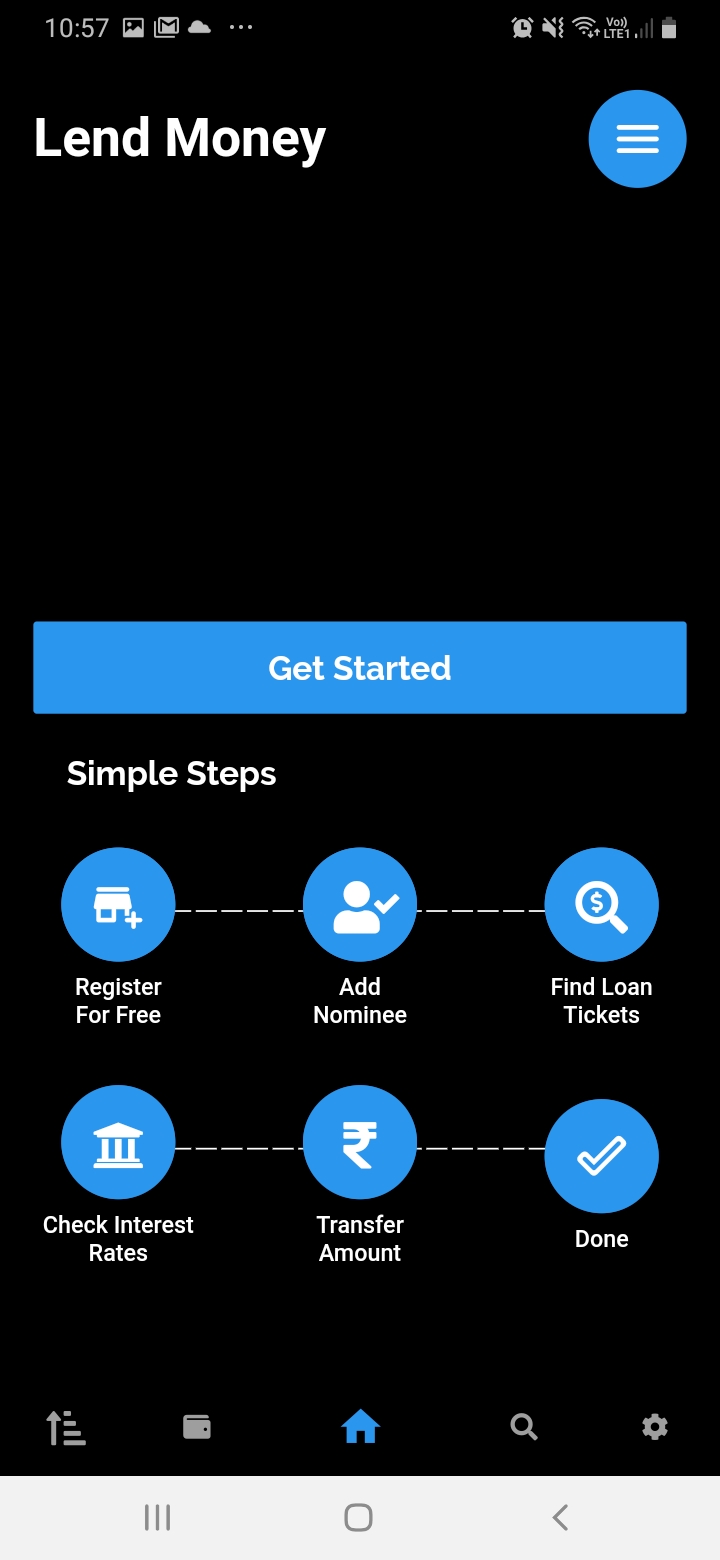 10:57
Vo))
LTE1
Lend Money
Get Started
Simple Steps
Register
For Free
Add
Nominee
Find Loan
Tickets
Check Interest
Rates
Transfer
Amount
Done